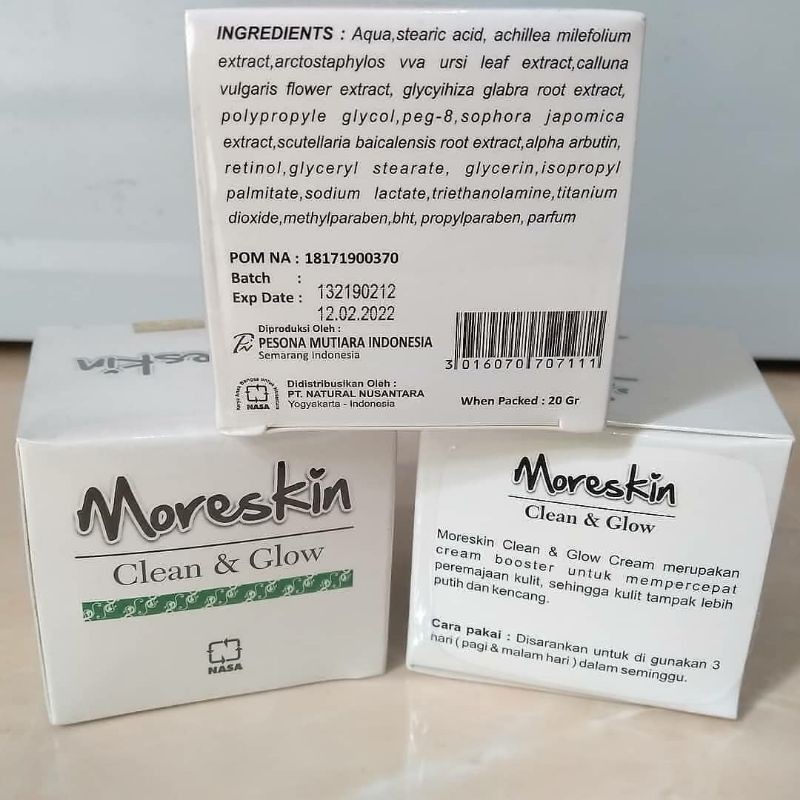 INGREDIENTS : Aqua,stearic acid, achillea milefolium
extract,arctostaphylos vva ursi leaf extract,calluna
vulgaris flower extract, glycyihiza glabra root extract,
polypropyle glycol,peg-8,sophora japomica
extract,scutellaria baicalensis root extract,alpha arbutin,
retinol,glyceryl stearate, glycerin,isopropyl
palmitate,sodium lactate,triethanolamine,titanium
dioxide,methylparaben,bht, propylparaben, parfum
POM NA : 18171900370
Batch :
132190212
Exp Date :
12.02.2022
Diproduksi Oleh :
PESONA MUTIARA INDONESIA
Semarang Indonesia
3 016070 707111
NASA
Didistribusikan Oleh :
PT. NATURAL NUSANTARA
Yogyakarta - Indonesia
When Packed : 20 Gr
Moreskin
Clean & Glow
NASA
Moreskin
Clean & Glow
Moreskin Clean & Glow Cream merupakan
cream booster untuk mempercepat
peremajaan kulit, sehingga kulit tampak lebih
putih dan kencang.
Cara pakai : Disarankan untuk di gunakan 3
hari ( pagi & malam hari ) dalam seminggu.